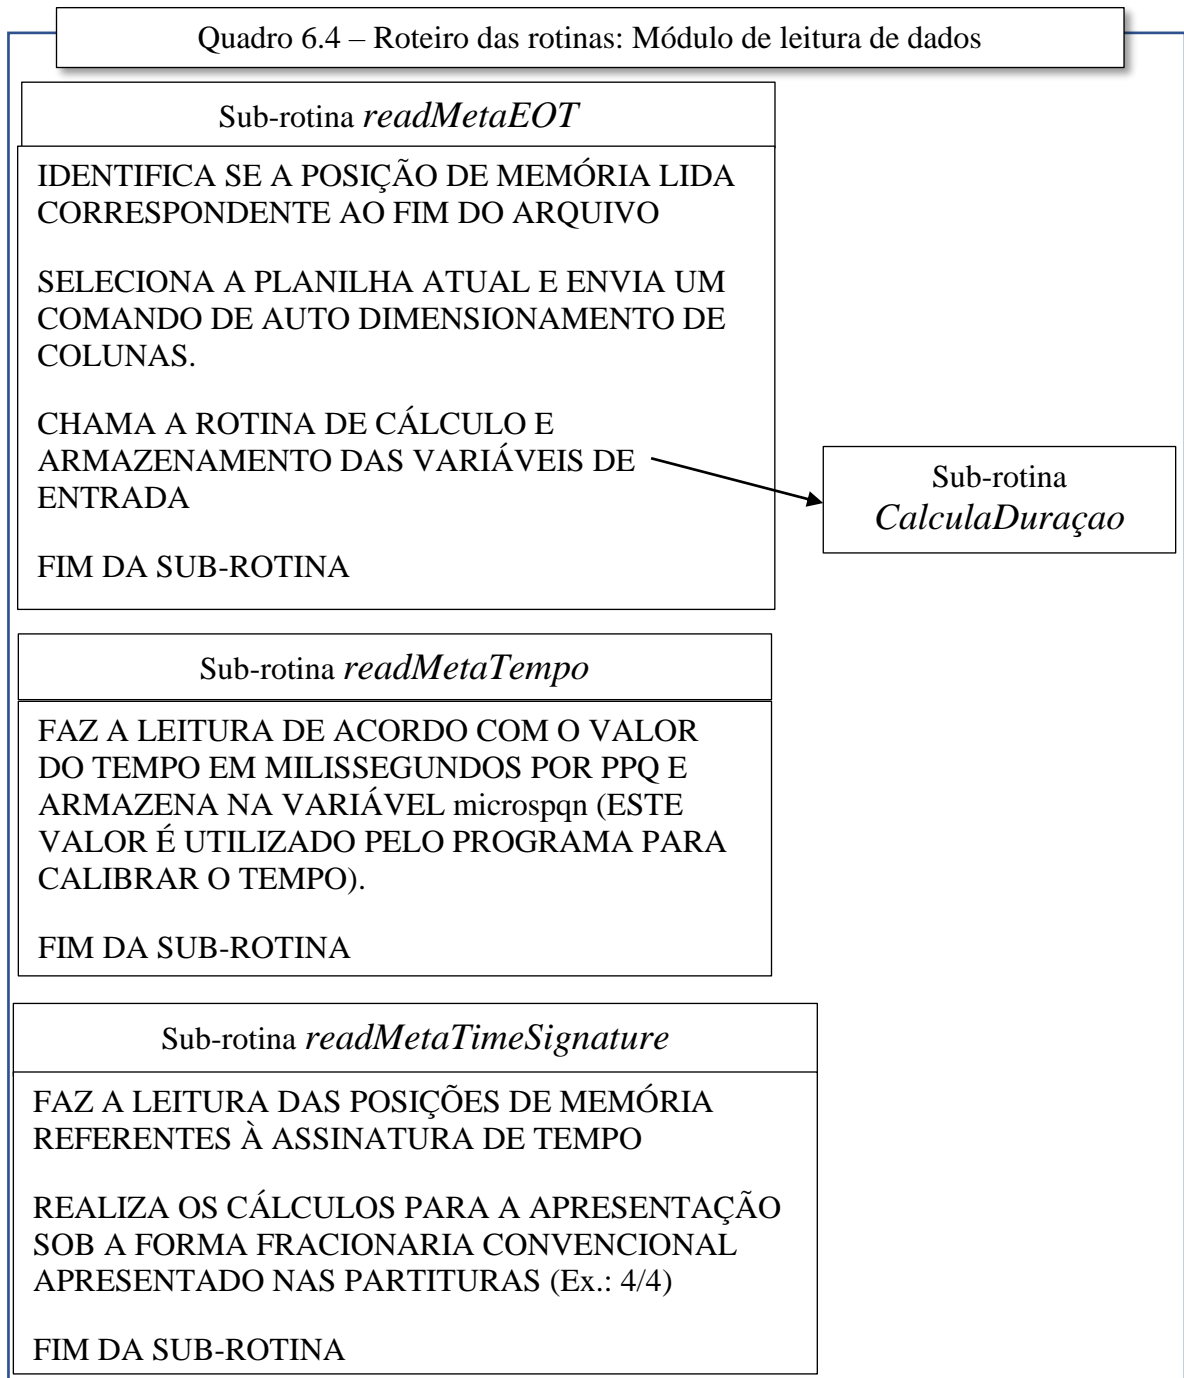 Quadro 6.4 – Roteiro das rotinas: Módulo de leitura de dados
Sub-rotina readMetaEOT
IDENTIFICA SE A POSIÇÃO DE MEMÓRIA LIDA
CORRESPONDENTE AO FIM DO ARQUIVO
SELECIONA A PLANILHA ATUAL E ENVIA UM
COMANDO DE AUTO DIMENSIONAMENTO DE
COLUNAS.
CHAMA A ROTINA DE CÁLCULO E
ARMAZENAMENTO DAS VARIÁVEIS DE
ENTRADA
FIM DA SUB-ROTINA
Sub-rotina
CalculaDuraçao
Sub-rotina readMetaTempo
FAZ A LEITURA DE ACORDO COM O VALOR
DO TEMPO EM MILISSEGUNDOS POR PPQ E
ARMAZENA NA VARIÁVEL microspqn (ESTE
VALOR É UTILIZADO PELO PROGRAMA PARA
CALIBRAR O TEMPO).
FIM DA SUB-ROTINA
Sub-rotina readMetaTimeSignature
FAZ A LEITURA DAS POSIÇÕES DE MEMÓRIA
REFERENTES À ASSINATURA DE TEMPO
REALIZA OS CÁLCULOS PARA A APRESENTAÇÃO
SOB A FORMA FRACIONARIA CONVENCIONAL
APRESENTADO NAS PARTITURAS (Ex.: 4/4)
FIM DA SUB-ROTINA